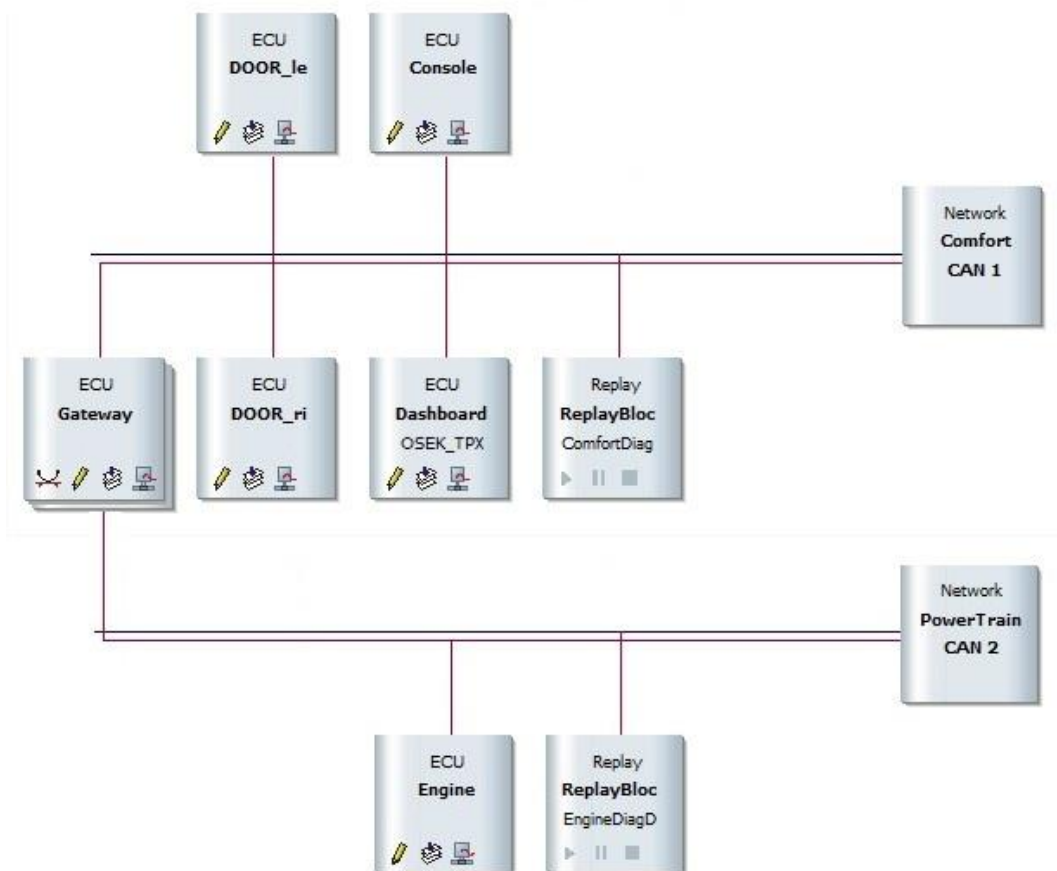 ECU
DOOR_le
ECU
Console
Network
Comfort
CAN 1
ECU
Gateway
ECU
DOOR_ri
ECU
Dashboard
OSEK_TPX
Replay
ReplayBloc
ComfortDiag
Network
PowerTrain
CAN 2
ECU
Engine
Replay
ReplayBloc
EngineDiagD